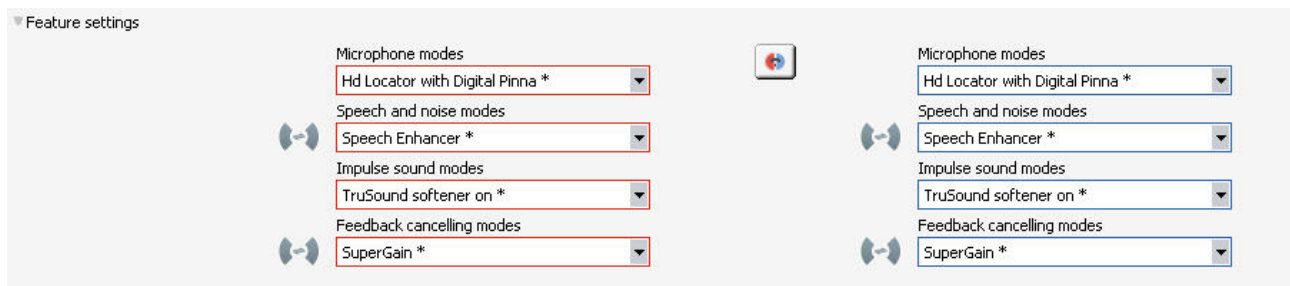 Feature settings
Microphone modes
Hd Locator with Digital Pinna *
Speech and noise modes
Speech Enhancer *
Impulse sound modes
TruSound softener on *
Feedback cancelling modes
SuperGain *
Microphone modes
Hd Locator with Digital Pinna *
Speech and noise modes
Speech Enhancer *
Impulse sound modes
TruSound softener on *
Feedback cancelling modes
SuperGain *